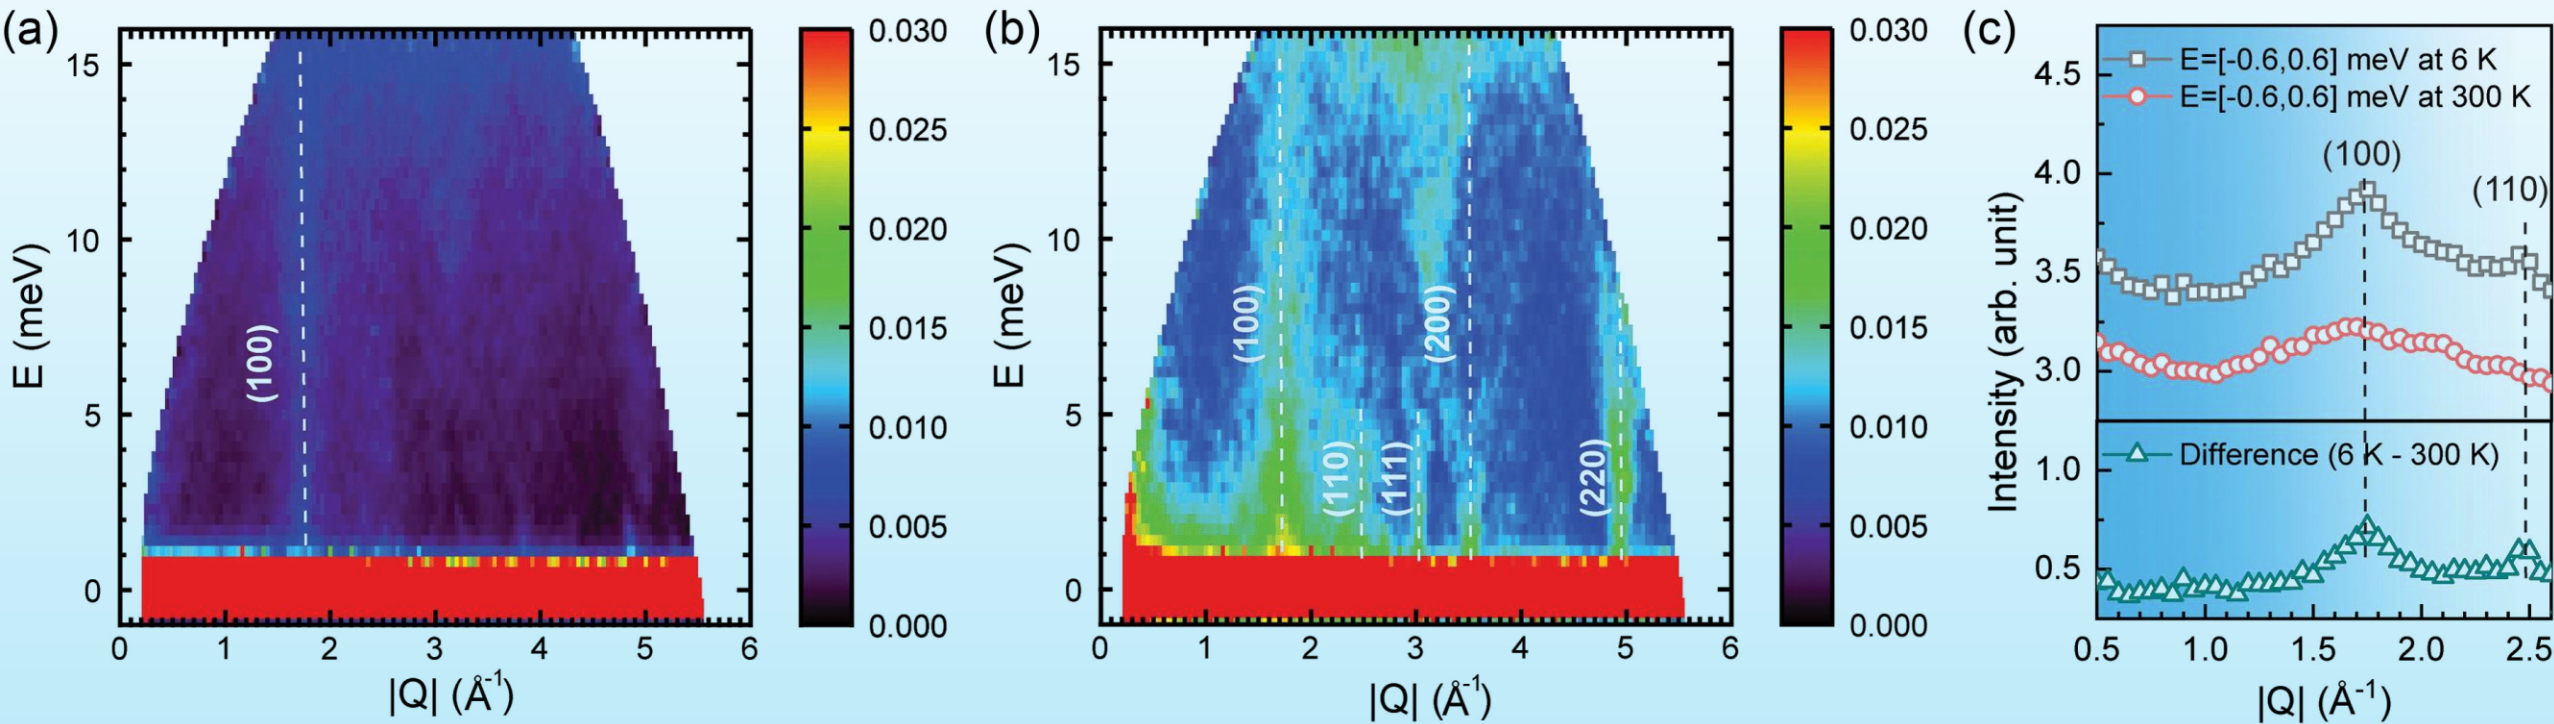 (a)
15
10
5
0
E (meV)
(100)
0 1 2 3 4 5 6
|Q| (Å-1)
0.030
0.025
0.020
0.015
0.010
0.005
0.000
(b)
15
10
5
0
E (meV)
(100)
(110)
(111)
(200)
(220)
0 1 2 3 4 5 6
|Q| (Å-1)
0.030
0.025
0.020
0.015
0.010
0.005
0.000
(c)
E=[-0.6,0.6] meV at 6 K
E=[-0.6,0.6] meV at 300 K
(100)
(110)
Difference (6 K - 300 K)
4.5
4.0
3.5
3.0
1.0
0.5
Intensity (arb. unit)
0.5 1.0 1.5 2.0 2.5
|Q| (Å-1)